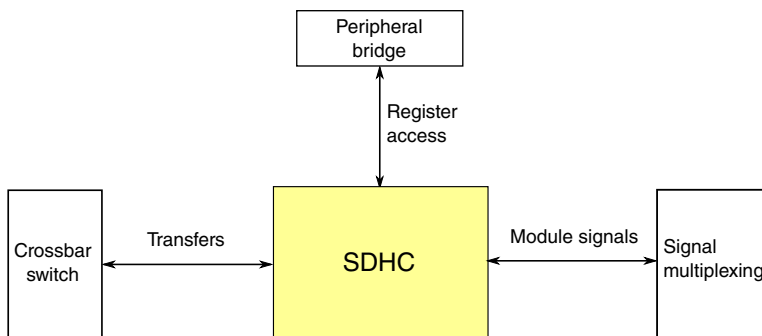 Peripheral
bridge
Register
access
Crossbar
switch
Transfers
SDHC
Module signals
Signal
multiplexing